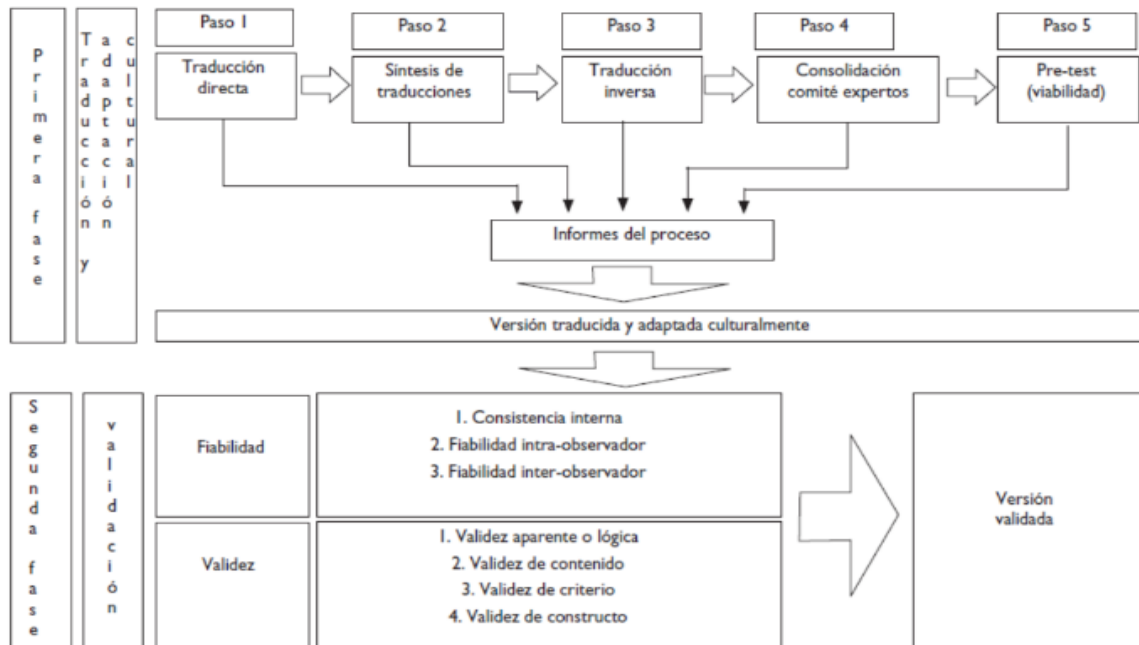 Primera fase
Traducción y
adaptación
cultural
Paso 1
Paso 2
Paso 3
Paso 4
Paso 5
Traducción
directa
Síntesis de
traducciones
Traducción
inversa
Consolidación
comité expertos
Pre-test
(viabilidad)
Informes del proceso
Versión traducida y adaptada culturalmente
Segunda fase
validación
Fiabilidad
1. Consistencia interna
2. Fiabilidad intra-observador
3. Fiabilidad inter-observador
Validez
1. Validez aparente o lógica
2. Validez de contenido
3. Validez de criterio
4. Validez de constructo
Versión
validada